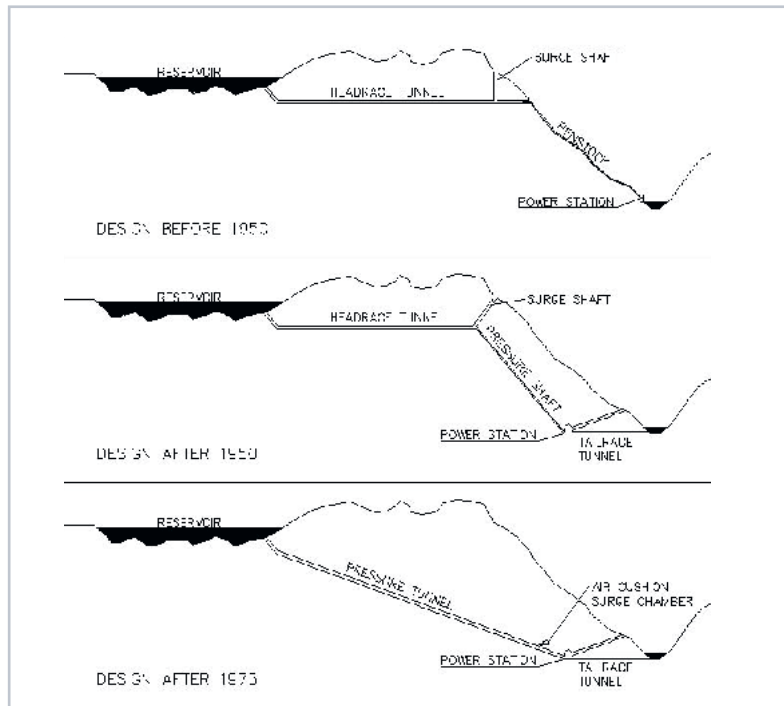 RESERVOIR
SURGE SHAFT
HEADRACE TUNNEL
PENSTOCK
POWER STATION
DESIGN BEFORE 1950
RESERVOIR
SURGE SHAFT
HEADRACE TUNNEL
PRESSURE SHAFT
POWER STATION
TAILRACE
TUNNEL
DESIGN AFTER 1950
RESERVOIR
PRESSURE TUNNEL
AIR CUSHION
SURGE CHAMBER
POWER STATION
TAILRACE
TUNNEL
DESIGN AFTER 1975